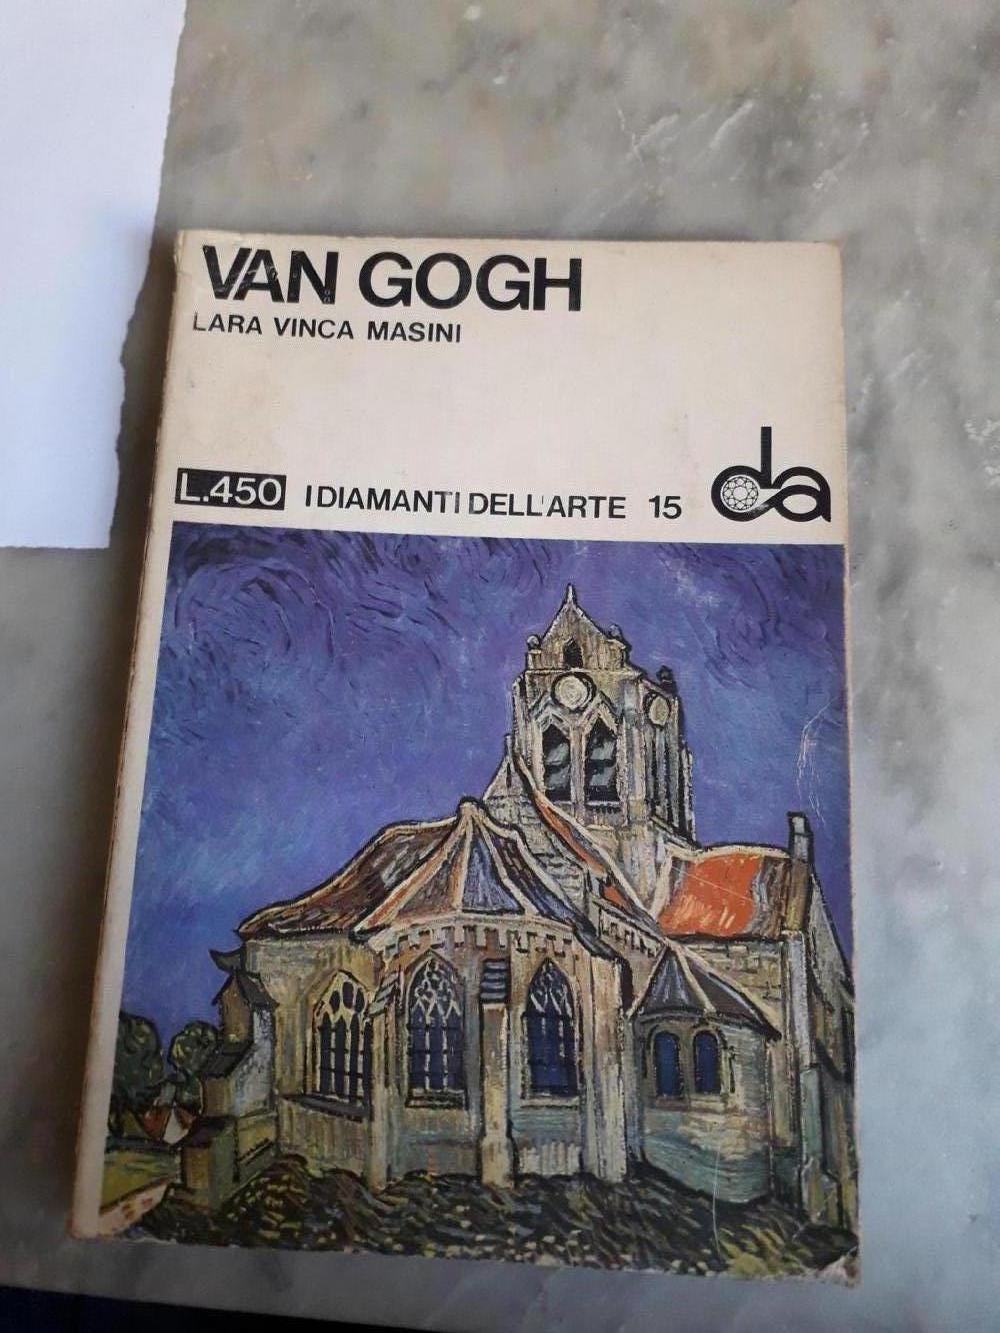 VAN GOGH
LARA VINCA MASINI
L.450 I DIAMANTI DELL'ARTE 15 da